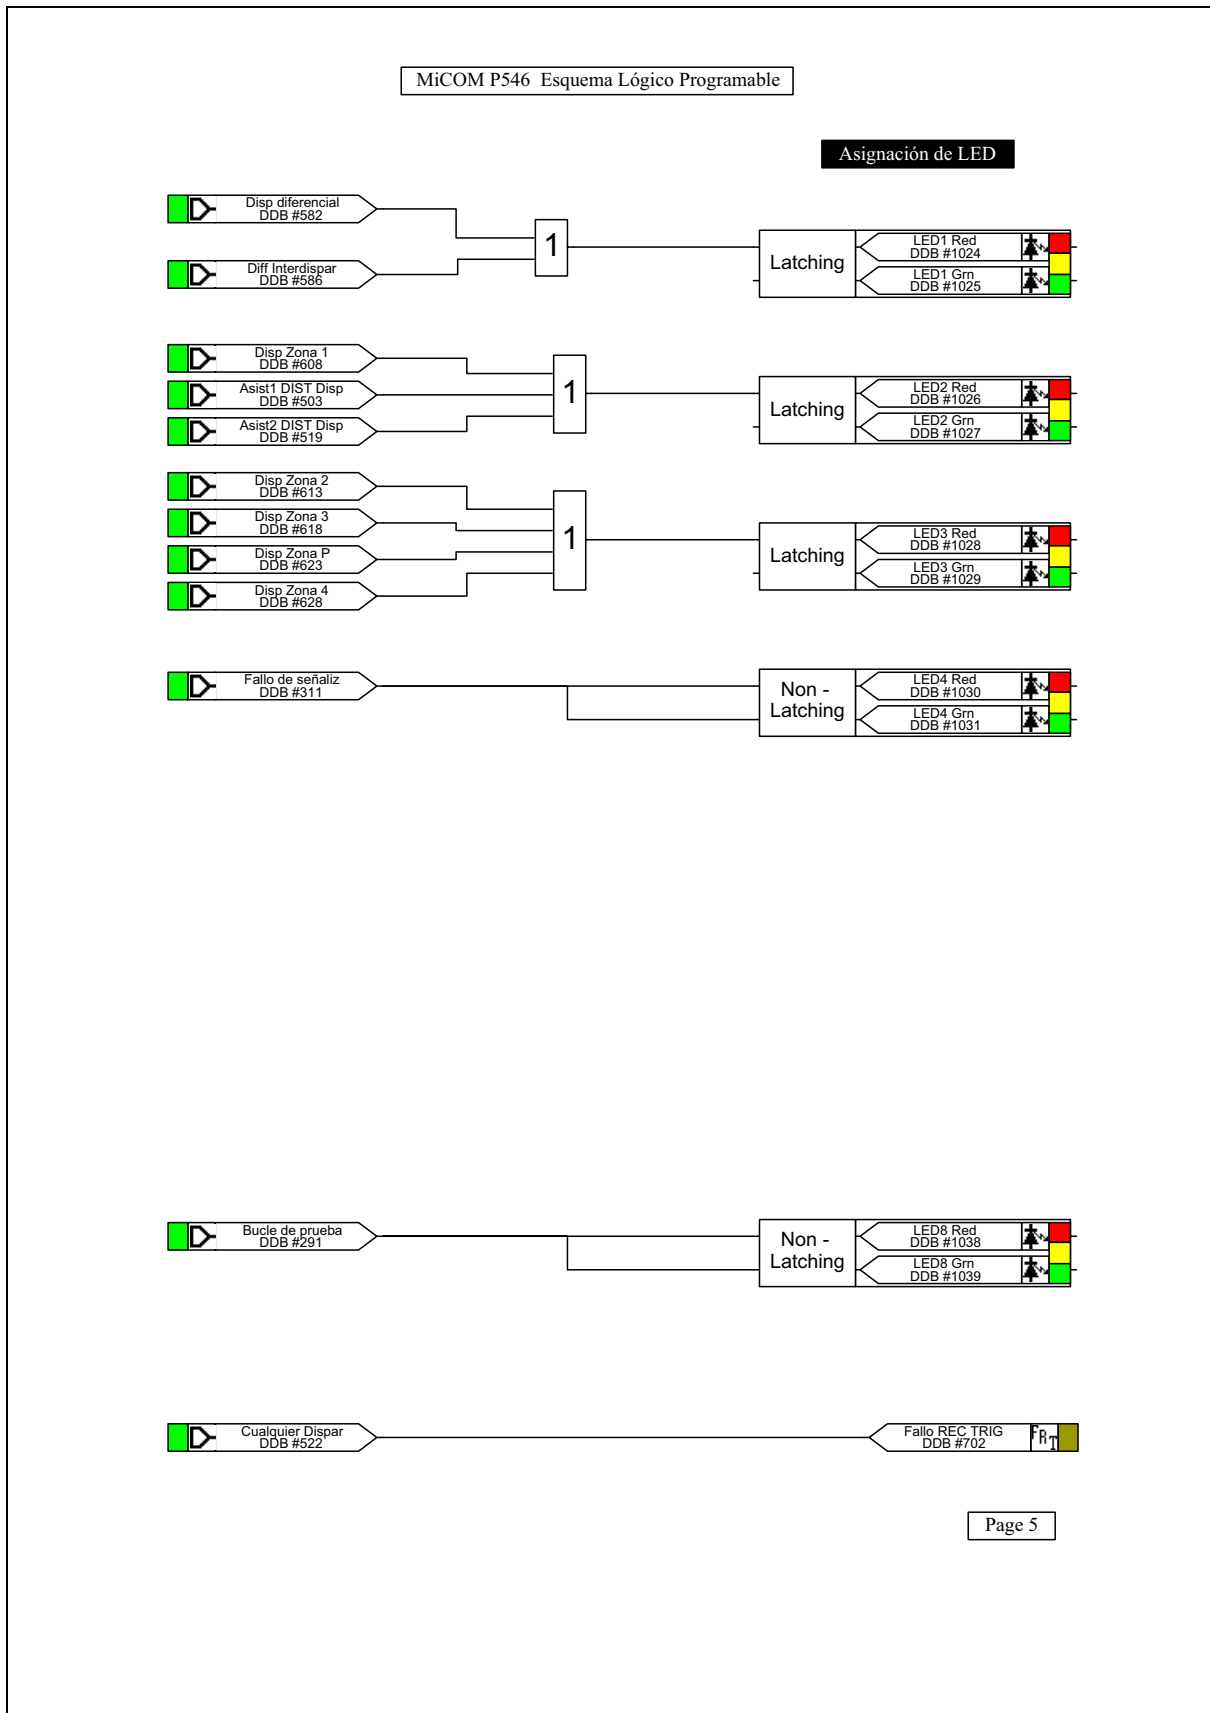 MiCOM P546 Esquema Lógico Programable
Asignación de LED
Disp diferencial
DDB #582
Diff Interdispar
DDB #586
1
Latching
LED1 Red
DDB #1024
LED1 Grn
DDB #1025
Disp Zona 1
DDB #608
Asist1 DIST Disp
DDB #503
Asist2 DIST Disp
DDB #519
1
Latching
LED2 Red
DDB #1026
LED2 Grn
DDB #1027
Disp Zona 2
DDB #613
Disp Zona 3
DDB #618
Disp Zona P
DDB #623
Disp Zona 4
DDB #628
1
Latching
LED3 Red
DDB #1028
LED3 Grn
DDB #1029
Fallo de señaliz
DDB #311
Non -
Latching
LED4 Red
DDB #1030
LED4 Grn
DDB #1031
Bucle de prueba
DDB #291
Non -
Latching
LED8 Red
DDB #1038
LED8 Grn
DDB #1039
Cualquier Dispar
DDB #522
Fallo REC TRIG
DDB #702
FRT
Page 5